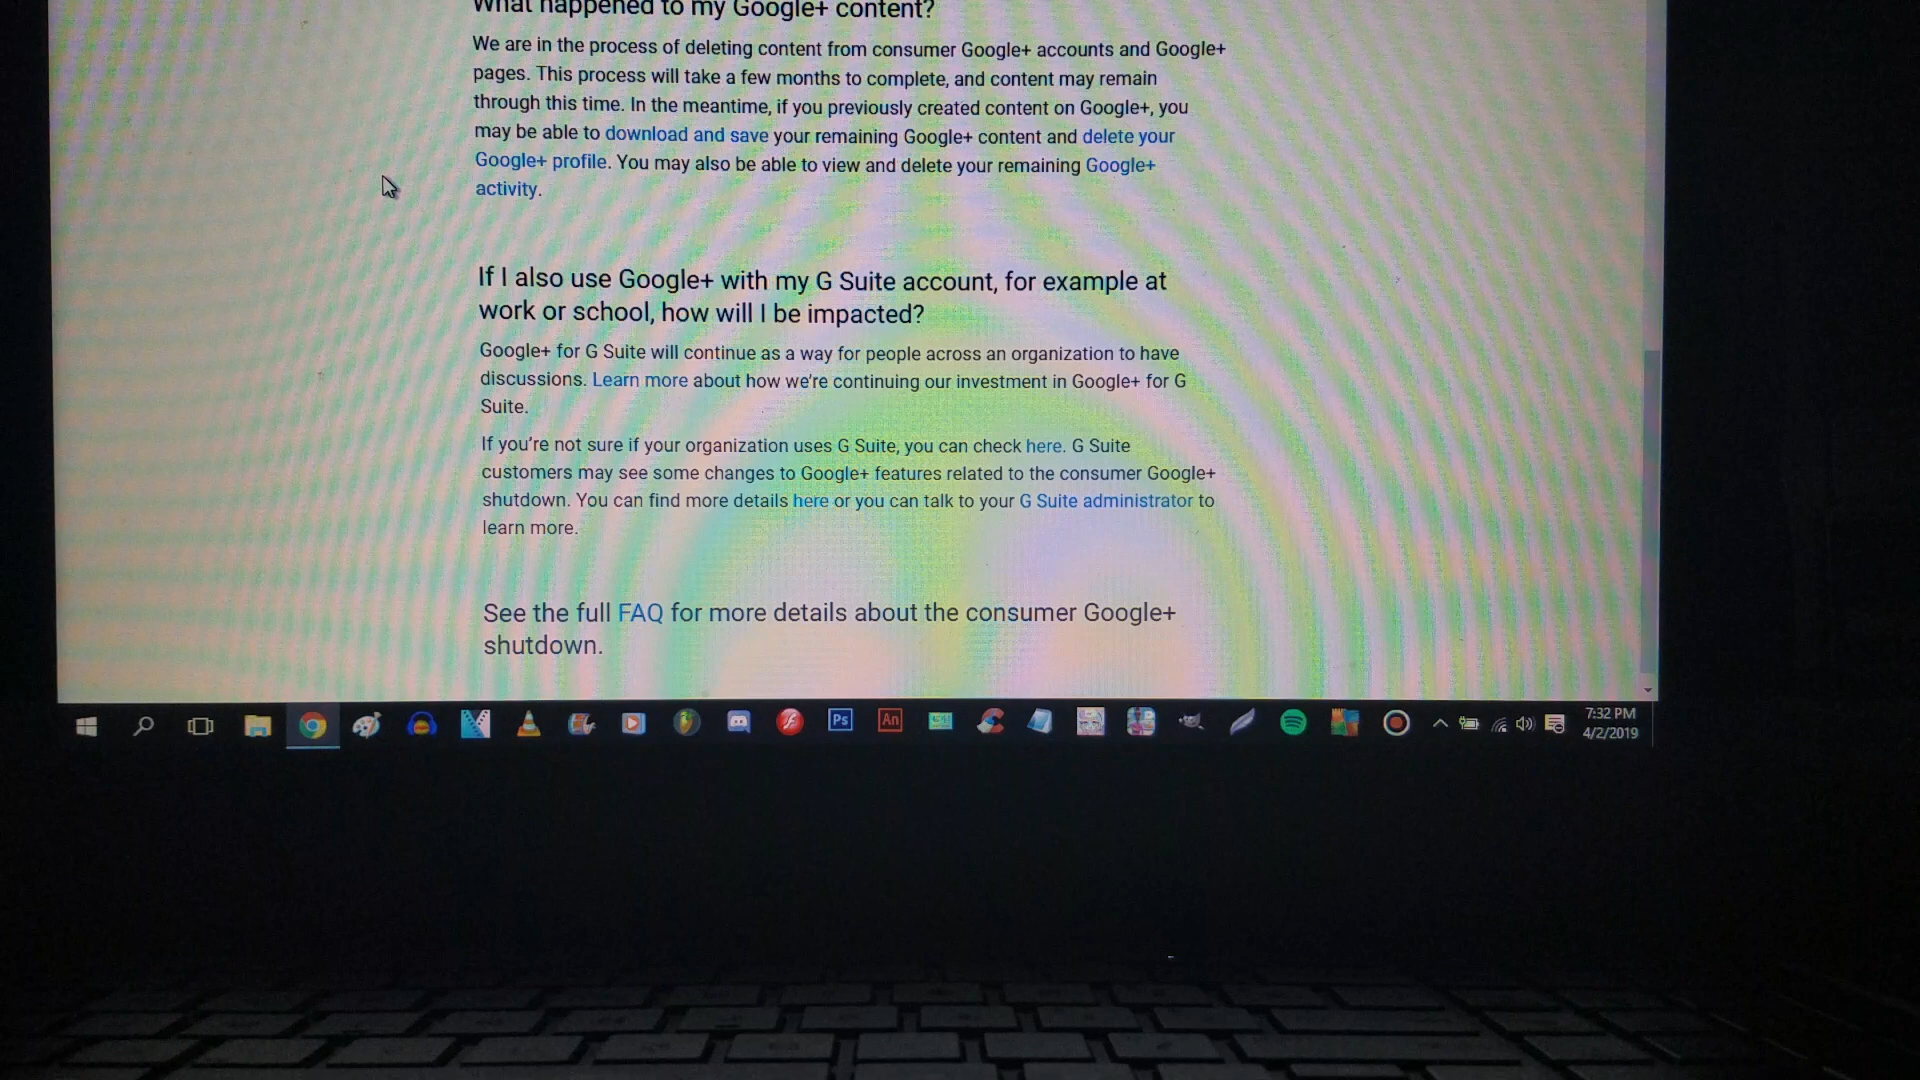 What happened to my Google+ content?
We are in the process of deleting content from consumer Google+ accounts and Google+
pages. This process will take a few months to complete, and content may remain
through this time. In the meantime, if you previously created content on Google+, you
may be able to download and save your remaining Google+ content and delete your
Google+ profile. You may also be able to view and delete your remaining Google+
activity.
If I also use Google+ with my G Suite account, for example at
work or school, how will I be impacted?
Google+ for G Suite will continue as a way for people across an organization to have
discussions. Learn more about how we're continuing our investment in Google+ for G
Suite.
If you're not sure if your organization uses G Suite, you can check here. G Suite
customers may see some changes to Google+ features related to the consumer Google+
shutdown. You can find more details here or you can talk to your G Suite administrator to
learn more.
See the full FAQ for more details about the consumer Google+
shutdown.
Ps An
7:32 PM
4/2/2019